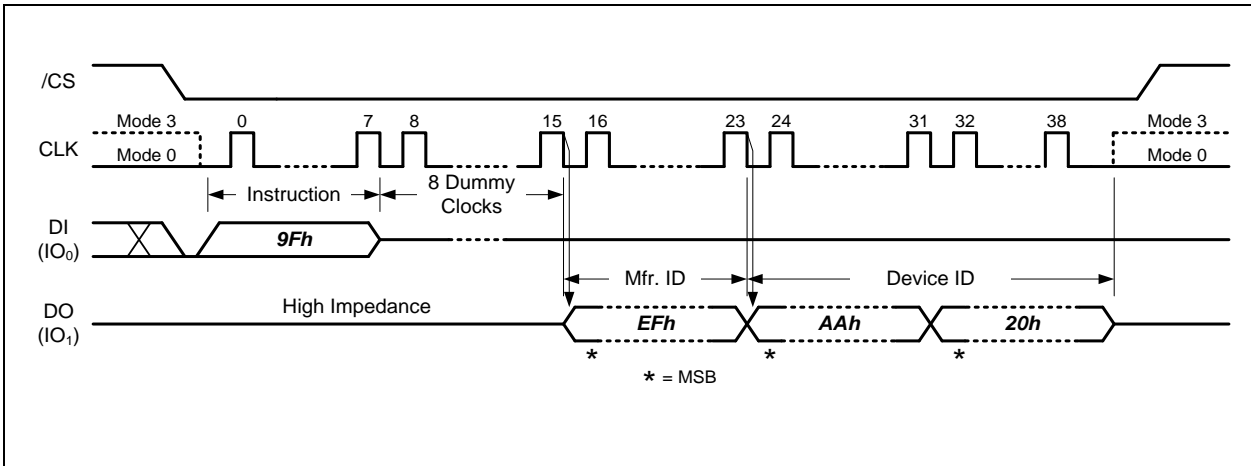 /CS
Mode 3 0 7 8 15 16 23 24 31 32 38 Mode 3
CLK
Mode 0 Mode 0
Instruction 8 Dummy
Clocks
DI
(IO₀)
9Fh
Mfr. ID Device ID
DO
(IO₁)
High Impedance EFh AAh 20h
* * *
* = MSB